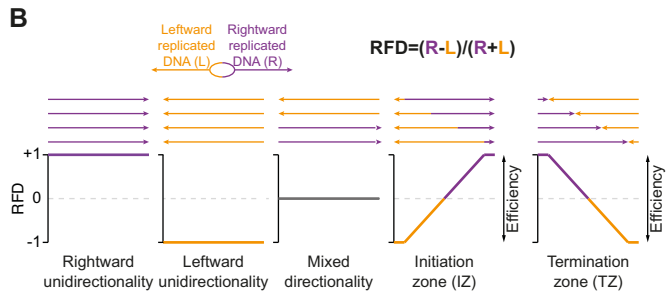 B
Leftward
replicated
DNA (L)
Rightward
replicated
DNA (R)
RFD=(R-L)/(R+L)
RFD
+1
0
-1
Efficiency
Efficiency
Rightward
unidirectionality
Leftward
unidirectionality
Mixed
directionality
Initiation
zone (IZ)
Termination
zone (TZ)